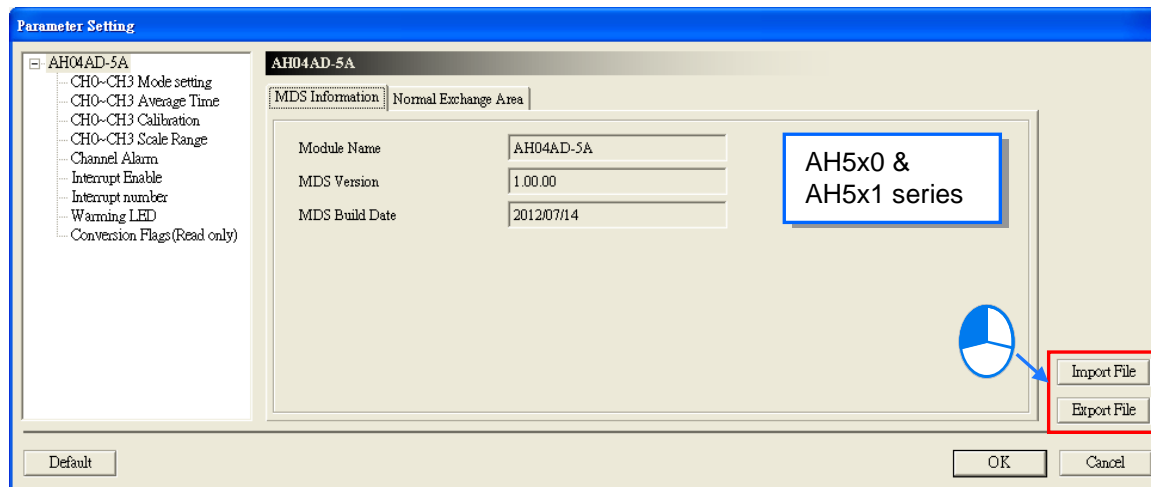 Parameter Setting
AH04AD-5A
CH0~CH3 Mode setting
CH0~CH3 Average Time
CH0~CH3 Calibration
CH0~CH3 Scale Range
Channel Alarm
Interrupt Enable
Interrupt number
Warming LED
Conversion Flags(Read only)
AH04AD-5A
MDS Information Normal Exchange Area
Module Name AH04AD-5A
MDS Version 1.00.00
MDS Build Date 2012/07/14
AH5x0 &
AH5x1 series
Import File
Export File
Default OK Cancel